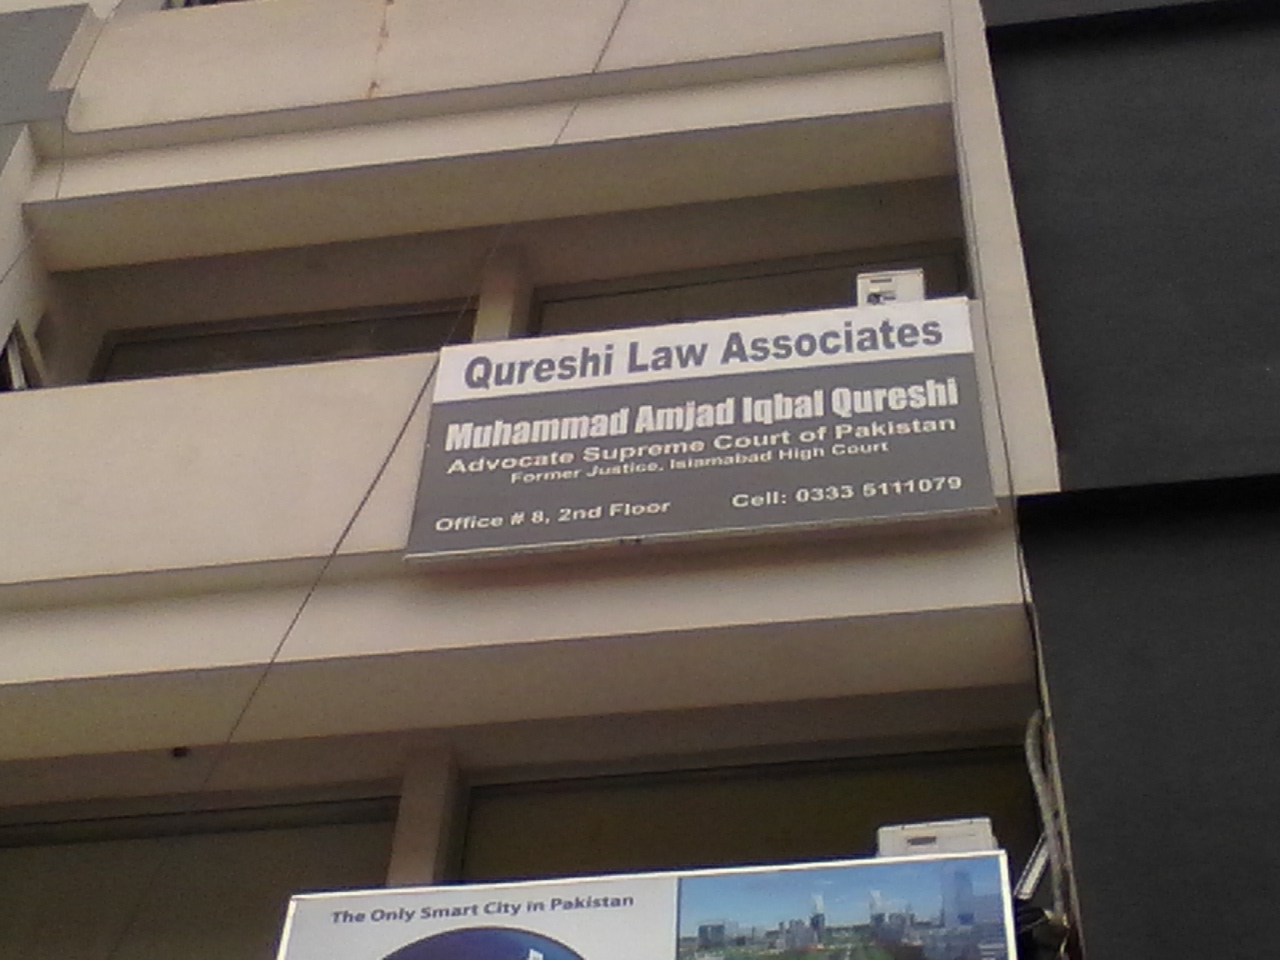 Qureshi Law Associates
Muhammad Amjad Iqbal Qureshi
Advocate Supreme Court of Pakistan
Former Justice, Islamabad High Court
Office # 8, 2nd Floor Cell: 0333 5111079
The Only Smart City in Pakistan